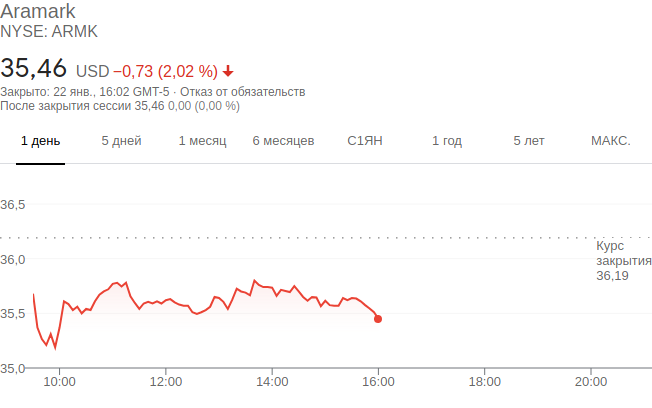 Aramark
NYSE: ARMK
35,46 USD −0,73 (2,02 %)
Закрыто: 22 янв., 16:02 GMT-5 · Отказ от обязательств
После закрытия сессии 35,46 0,00 (0,00 %)
1 день 5 дней 1 месяц 6 месяцев С1ЯН 1 год 5 лет МАКС.
36,5
Курс закрытия
36,19
36,0
35,5
35,0
10:00 12:00 14:00 16:00 18:00 20:00